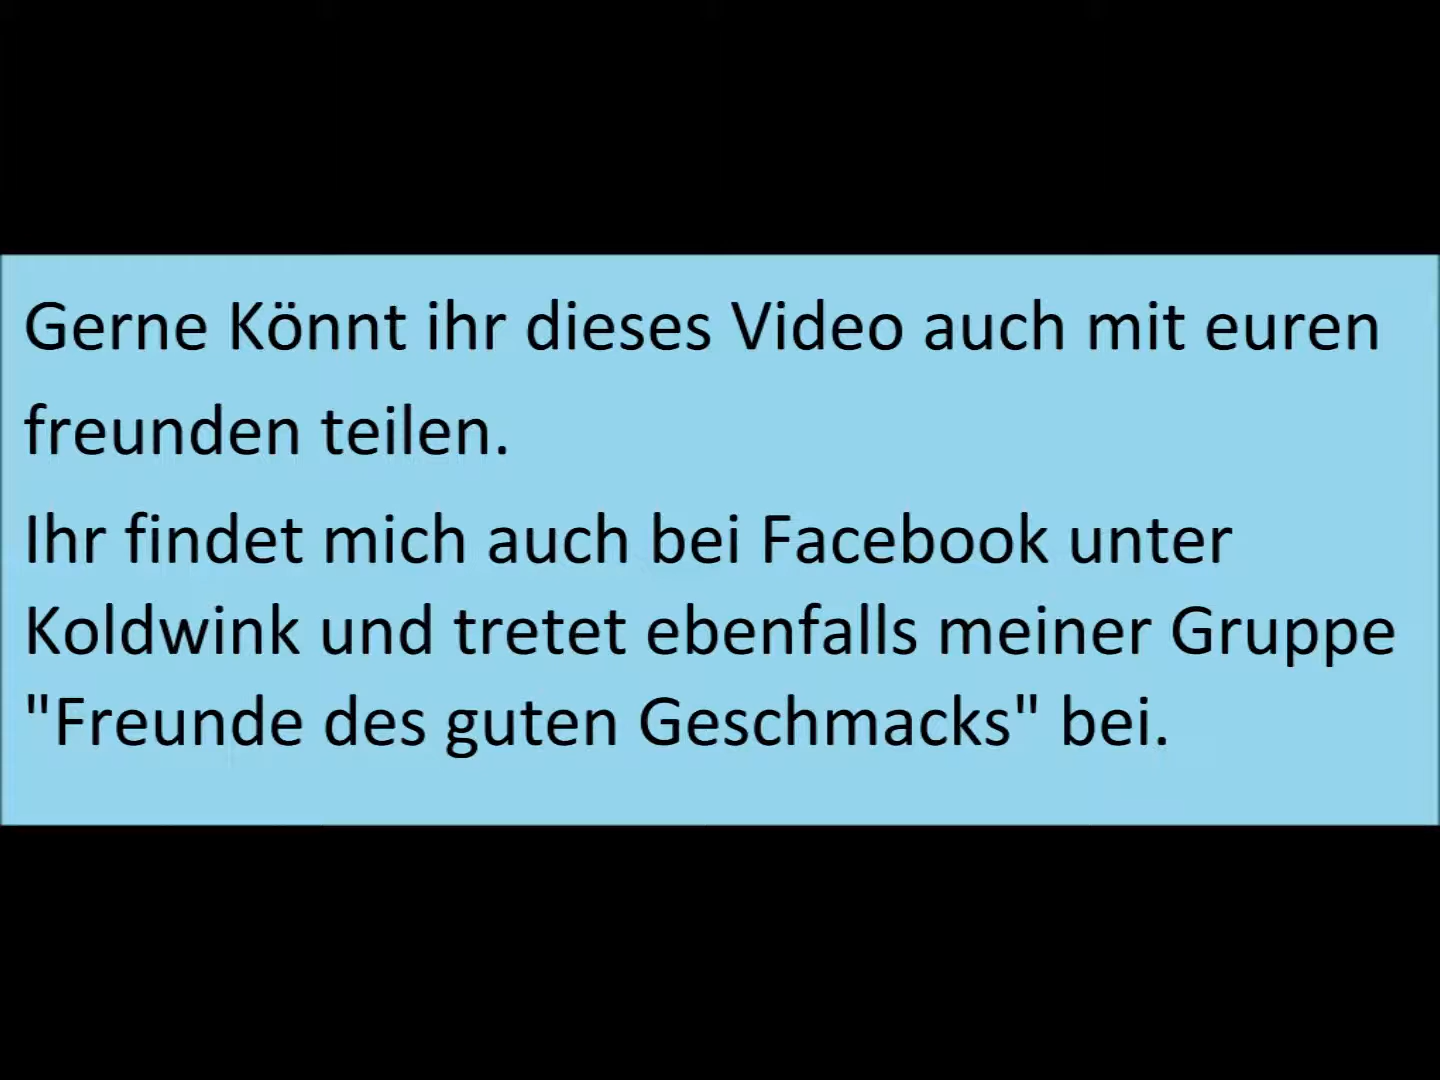 Gerne Könnt ihr dieses Video auch mit euren
freunden teilen.
Ihr findet mich auch bei Facebook unter
Koldwink und tretet ebenfalls meiner Gruppe
"Freunde des guten Geschmacks" bei.